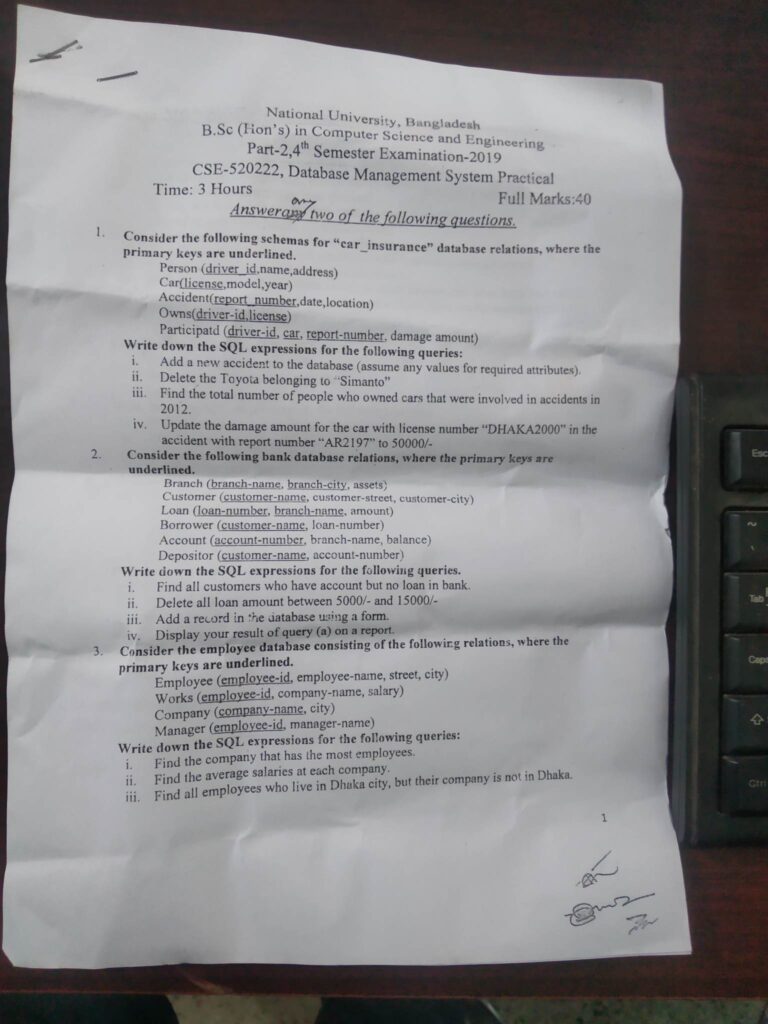 National University, Bangladesh
B.Sc (Hon's) in Computer Science and Engineering
Part-2,4th Semester Examination-2019
CSE-520222, Database Management System Practical
Time: 3 Hours Full Marks:40
any
Answer any two of the following questions.
1. Consider the following schemas for "car_insurance" database relations, where the
primary keys are underlined.
Person (driver_id,name,address)
Car(license,model,year)
Accident(report_number,date,location)
Owns(driver-id,license)
Participatd (driver-id, car, report-number, damage amount)
Write down the SQL expressions for the following queries:
i. Add a new accident to the database (assume any values for required attributes).
ii. Delete the Toyota belonging to "Simanto"
iii. Find the total number of people who owned cars that were involved in accidents in
2012.
iv. Update the damage amount for the car with license number "DHAKA2000" in the
accident with report number "AR2197" to 50000/-
2. Consider the following bank database relations, where the primary keys are
underlined.
Branch (branch-name, branch-city, assets)
Customer (customer-name, customer-street, customer-city)
Loan (loan-number, branch-name, amount)
Borrower (customer-name, loan-number)
Account (account-number, branch-name, balance)
Depositor (customer-name, account-number)
Write down the SQL expressions for the following queries.
i. Find all customers who have account but no loan in bank.
ii. Delete all loan amount between 5000/- and 15000/-
iii. Add a record in the database using a form.
iv. Display your result of query (a) on a report.
3. Consider the employee database consisting of the following relations, where the
primary keys are underlined.
Employee (employee-id, employee-name, street, city)
Works (employee-id, company-name, salary)
Company (company-name, city)
Manager (employee-id, manager-name)
Write down the SQL expressions for the following queries:
i. Find the company that has the most employees.
ii. Find the average salaries at each company.
iii. Find all employees who live in Dhaka city, but their company is not in Dhaka.
1
Esc
~
Tab
Caps
Ctrl